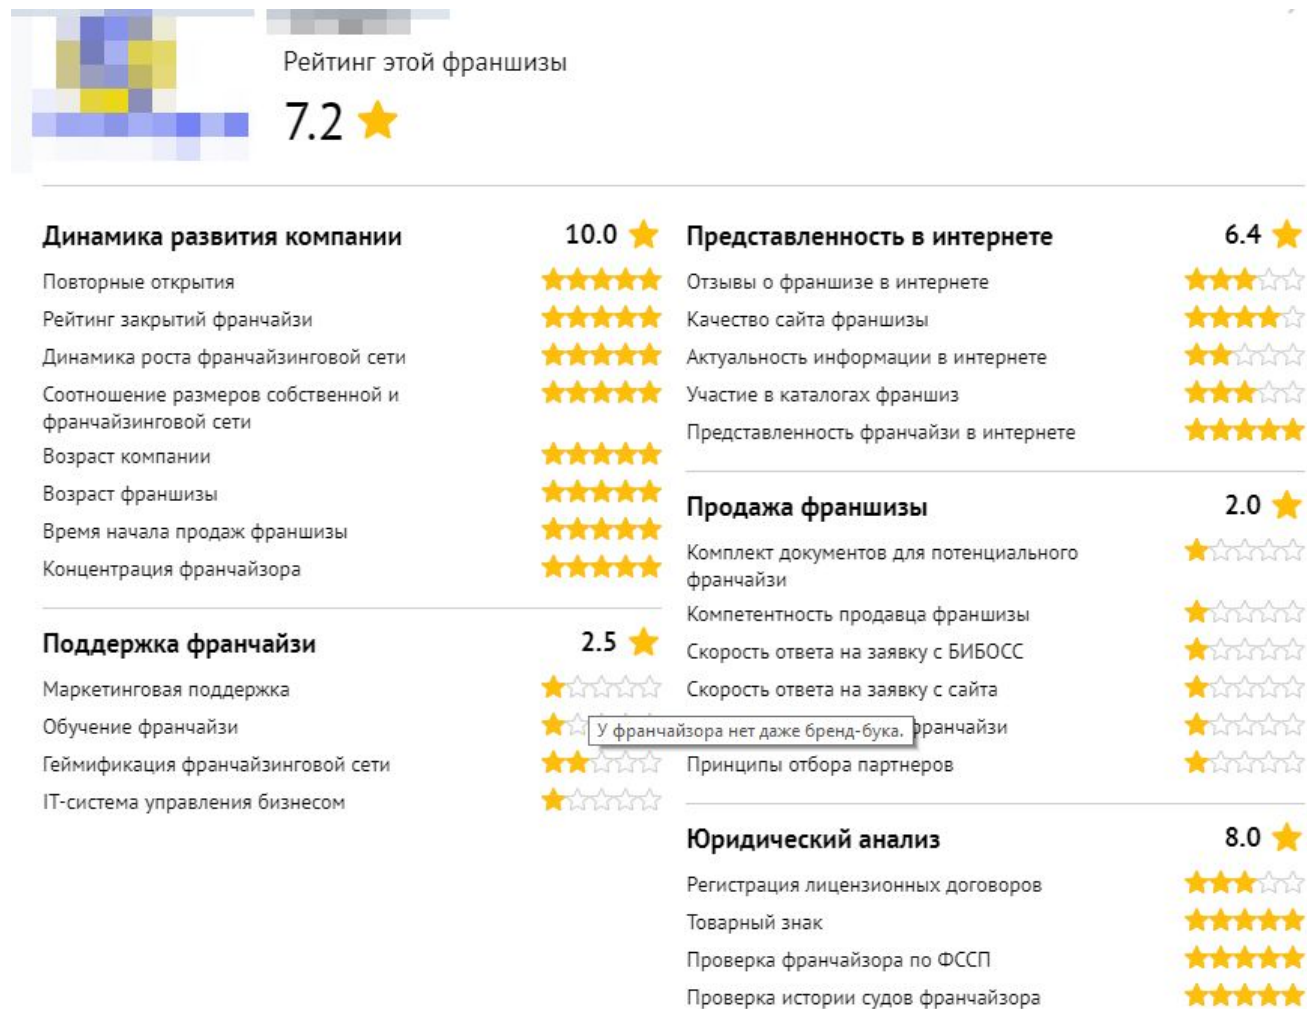 Рейтинг этой франшизы
7.2
Динамика развития компании 10.0
Повторные открытия
Рейтинг закрытий франчайзи
Динамика роста франчайзинговой сети
Соотношение размеров собственной и
франчайзинговой сети
Возраст компании
Возраст франшизы
Время начала продаж франшизы
Концентрация франчайзора
Поддержка франчайзи 2.5
Маркетинговая поддержка
Обучение франчайзи
У франчайзора нет даже бренд-бука.
Геймификация франчайзинговой сети
IT-система управления бизнесом
Представленность в интернете 6.4
Отзывы о франшизе в интернете
Качество сайта франшизы
Актуальность информации в интернете
Участие в каталогах франшиз
Представленность франчайзи в интернете
Продажа франшизы 2.0
Комплект документов для потенциального
франчайзи
Компетентность продавца франшизы
Скорость ответа на заявку с БИБОСС
Скорость ответа на заявку с сайта
франчайзи
Принципы отбора партнеров
Юридический анализ 8.0
Регистрация лицензионных договоров
Товарный знак
Проверка франчайзора по ФССП
Проверка истории судов франчайзора